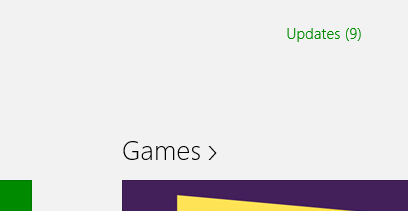 Updates (9)
Games >